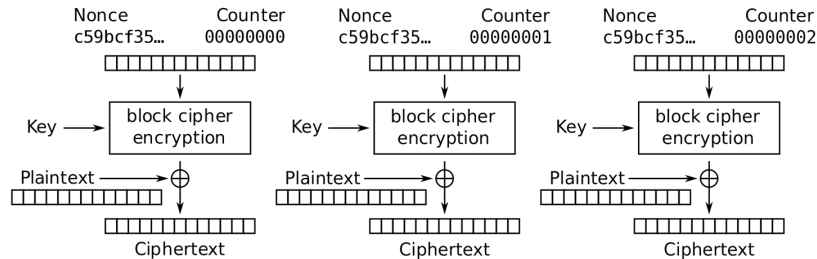 Nonce Counter Nonce Counter Nonce Counter
c59bcf35… 00000000 c59bcf35… 00000001 c59bcf35… 00000002
block cipher encryption
Key
block cipher encryption
Key
block cipher encryption
Key
Plaintext Plaintext Plaintext
Ciphertext Ciphertext Ciphertext